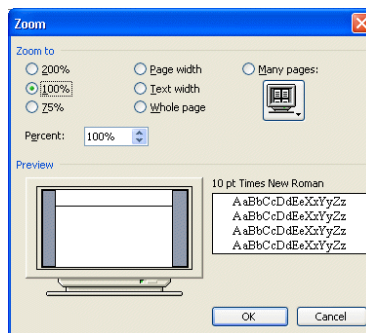 Zoom
Zoom to
200% Page width Many pages:
100% Text width
75% Whole page
Percent: 100%
Preview
10 pt Times New Roman
AaBbCcDdEeXxYyZz
AaBbCcDdEeXxYyZz
AaBbCcDdEeXxYyZz
AaBbCcDdEeXxYyZz
OK Cancel